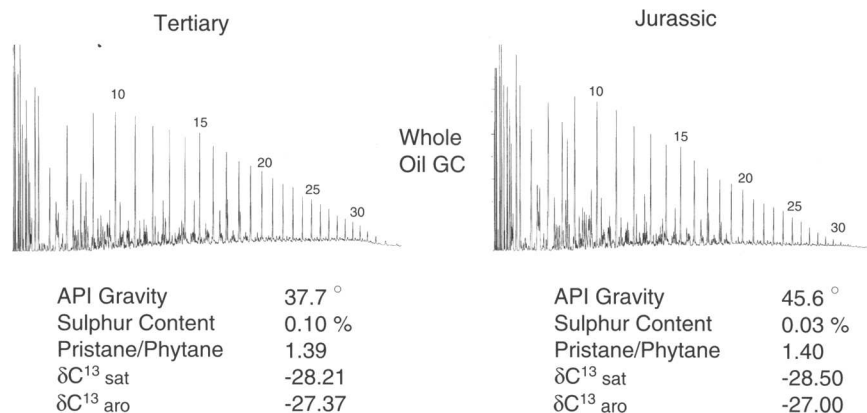 Tertiary
10
15
20
25
30
API Gravity 37.7 °
Sulphur Content 0.10 %
Pristane/Phytane 1.39
δC¹³ sat -28.21
δC¹³ aro -27.37
Whole
Oil GC
Jurassic
10
15
20
25
30
API Gravity 45.6 °
Sulphur Content 0.03 %
Pristane/Phytane 1.40
δC¹³ sat -28.50
δC¹³ aro -27.00